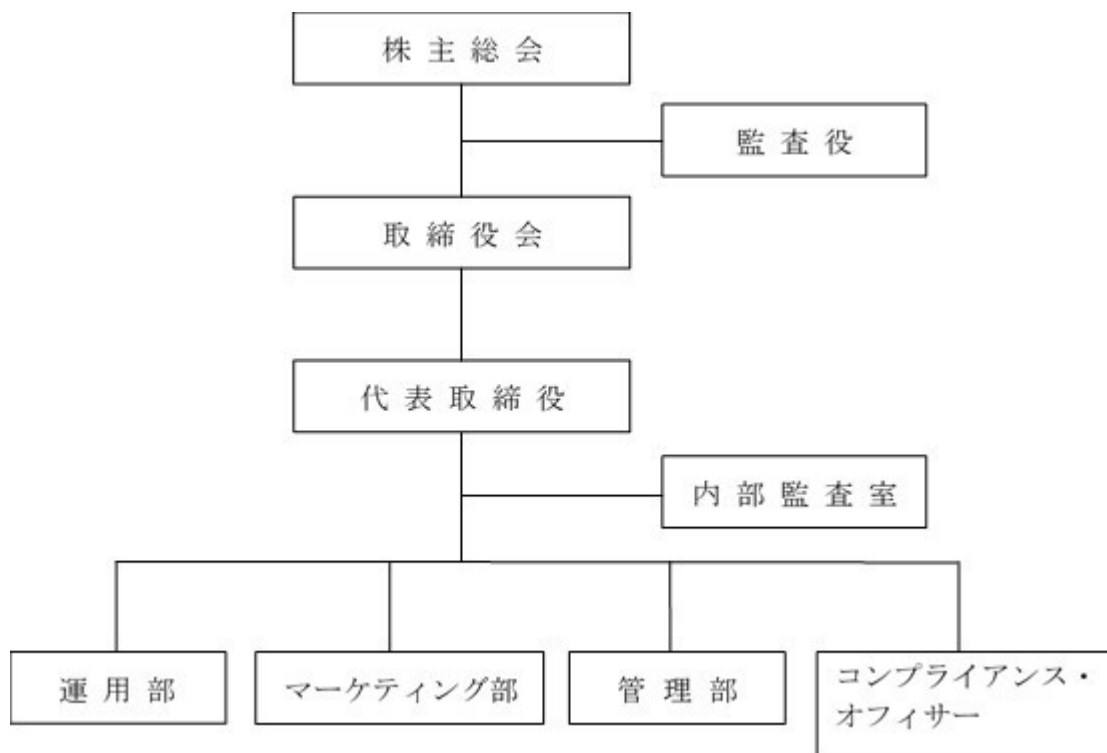 株主総会
監査役
取締役会
代表取締役
内部監査室
運用部
マーケティング部
管理部
コンプライアンス・
オフィサー